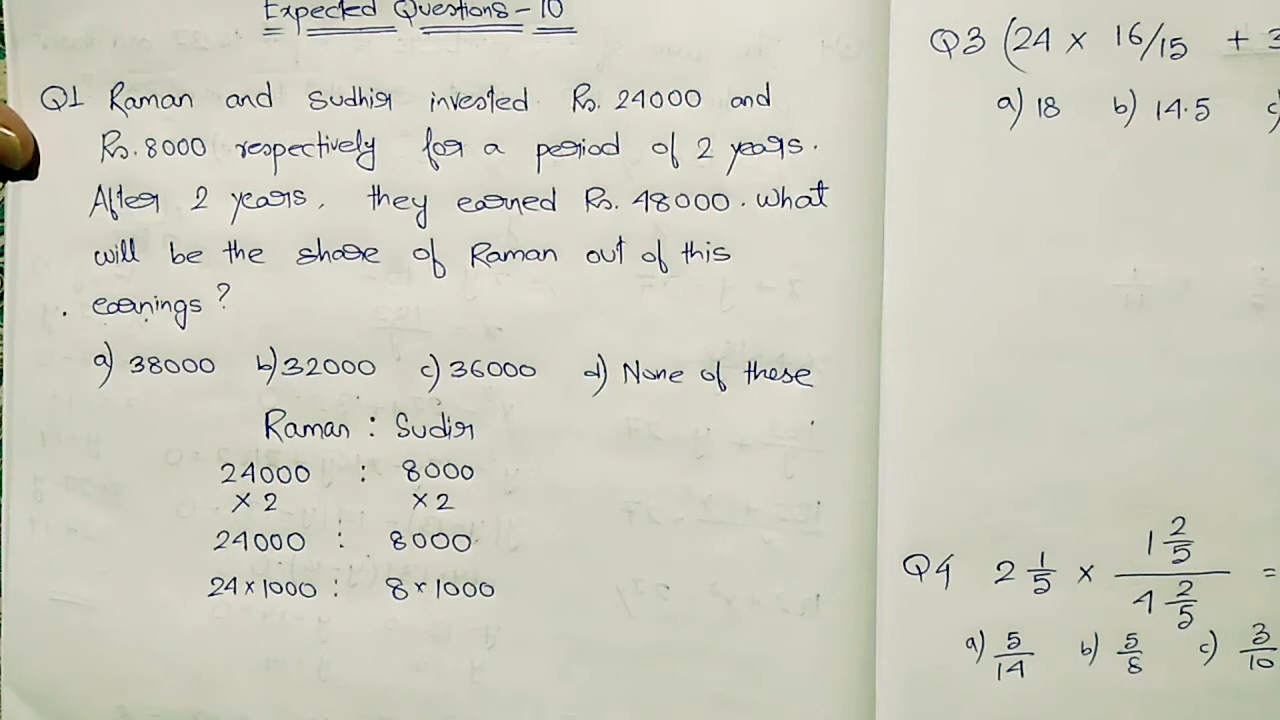 Expected Questions - 10
Q1 Raman and Sudhir invested Rs. 24000 and
Rs. 8000 respectively for a period of 2 years.
After 2 years, they earned Rs. 48000. what
will be the share of Raman out of this
earnings?
a) 38000 b) 32000 c) 36000 d) None of these
Raman : Sudir
24000 : 8000
×2 ×2
24000 : 8000
24×1000 : 8×1000
Q3 (24 × 16/15 + 3
a) 18 b) 14.5 c)
Q4 2 1/5 × (1 2/5)/(4 2/5) =
a) 5/14 b) 5/8 c) 3/10